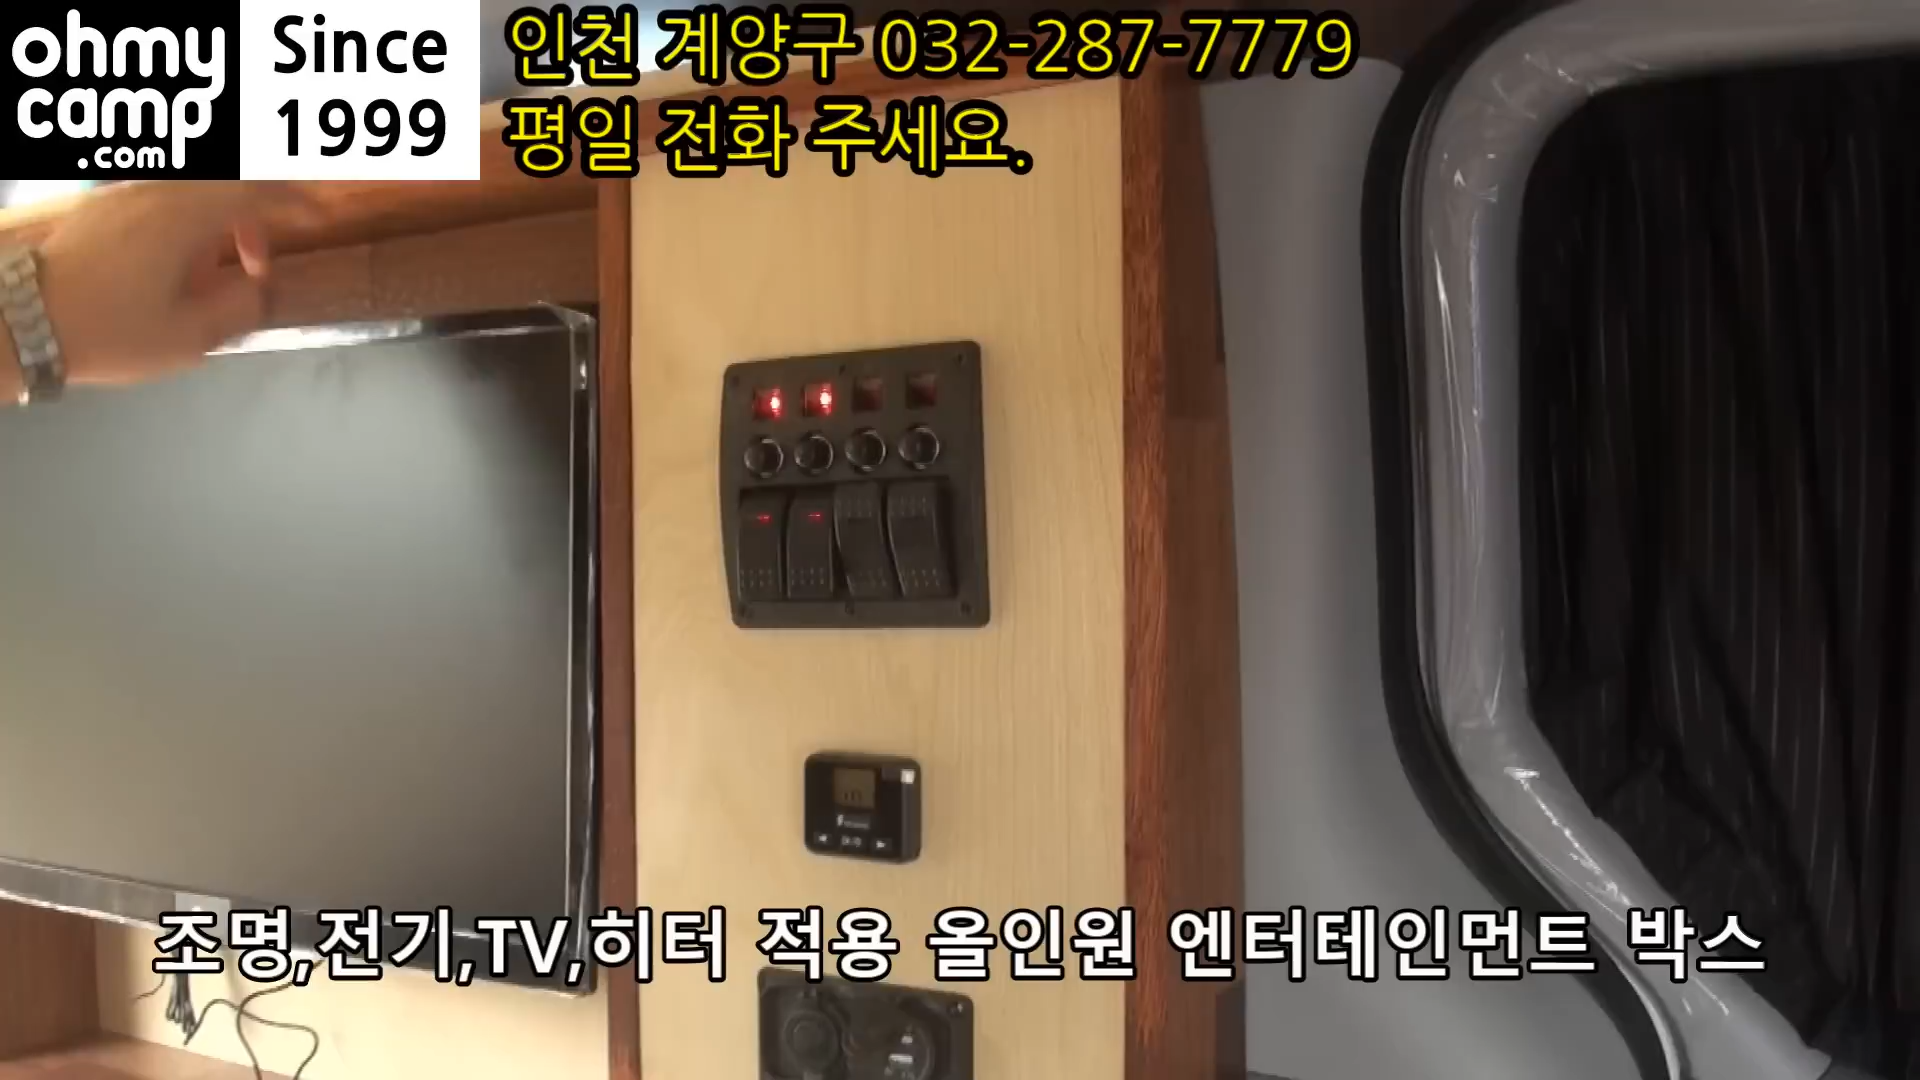 ohmy
camp
.com
Since
1999
인천 계양구 032-287-7779
평일 전화 주세요.
조명,전기,TV,히터 적용 올인원 엔터테인먼트 박스